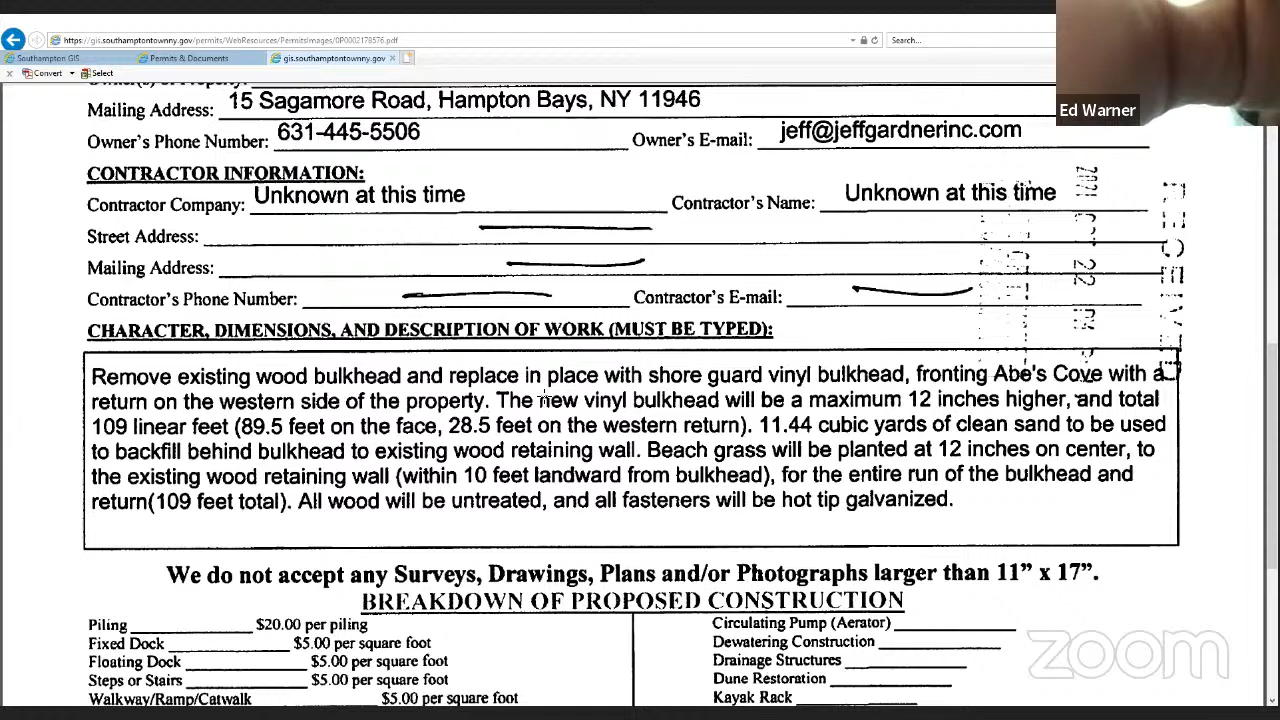 https://gis.southamptontownny.gov/permits/WebResources/PermitsImages/0P0002178576.pdf
Search...
Southampton GIS
Permits & Documents
gis.southamptontownny.gov
Convert
Select
Ed Warner
Mailing Address: 15 Sagamore Road, Hampton Bays, NY 11946
Owner's Phone Number: 631-445-5506 Owner's E-mail: jeff@jeffgardnerinc.com
CONTRACTOR INFORMATION:
Contractor Company: Unknown at this time Contractor's Name: Unknown at this time
Street Address:
Mailing Address:
Contractor's Phone Number: Contractor's E-mail:
RECEIVED
CHARACTER, DIMENSIONS, AND DESCRIPTION OF WORK (MUST BE TYPED):
Remove existing wood bulkhead and replace in place with shore guard vinyl bulkhead, fronting Abe's Cove with a
return on the western side of the property. The new vinyl bulkhead will be a maximum 12 inches higher, and total
109 linear feet (89.5 feet on the face, 28.5 feet on the western return). 11.44 cubic yards of clean sand to be used
to backfill behind bulkhead to existing wood retaining wall. Beach grass will be planted at 12 inches on center, to
the existing wood retaining wall (within 10 feet landward from bulkhead), for the entire run of the bulkhead and
return(109 feet total). All wood will be untreated, and all fasteners will be hot tip galvanized.
We do not accept any Surveys, Drawings, Plans and/or Photographs larger than 11" x 17".
BREAKDOWN OF PROPOSED CONSTRUCTION
Piling $20.00 per piling
Fixed Dock $5.00 per square foot
Floating Dock $5.00 per square foot
Steps or Stairs $5.00 per square foot
Walkway/Ramp/Catwalk $5.00 per square foot
Circulating Pump (Aerator)
Dewatering Construction
Drainage Structures
Dune Restoration
Kayak Rack
zoom